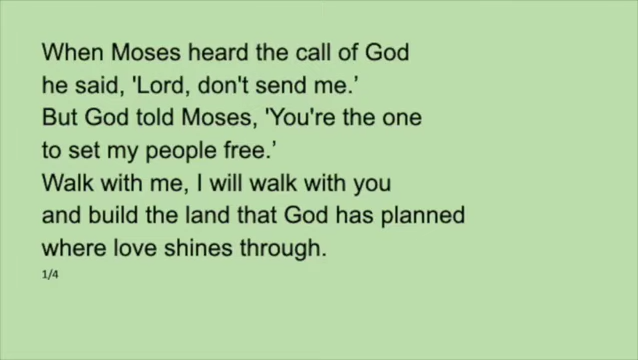 When Moses heard the call of God
he said, 'Lord, don't send me.’
But God told Moses, 'You're the one
to set my people free.’
Walk with me, I will walk with you
and build the land that God has planned
where love shines through.
1/4